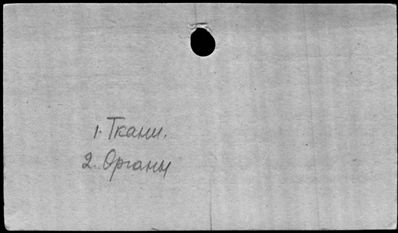 1. Ткани.
2. Органы